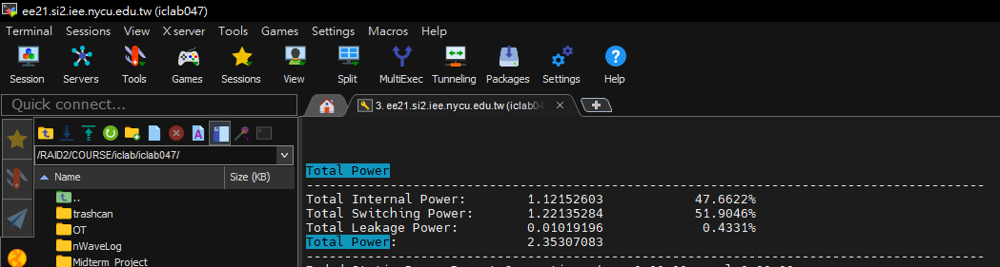 ee21.si2.iee.nycu.edu.tw (iclab047)
Terminal Sessions View X server Tools Games Settings Macros Help
Session Servers Tools Games Sessions View Split MultiExec Tunneling Packages Settings Help
Quick connect...
3. ee21.si2.iee.nycu.edu.tw (iclab04
/RAID2/COURSE/iclab/iclab047/
Name Size (KB)
..
trashcan
OT
nWaveLog
Midterm_Project
Total Power
-----------------------------------------------------------------------------------------
Total Internal Power: 1.12152603 47.6622%
Total Switching Power: 1.22135284 51.9046%
Total Leakage Power: 0.01019196 0.4331%
Total Power: 2.35307083
-----------------------------------------------------------------------------------------